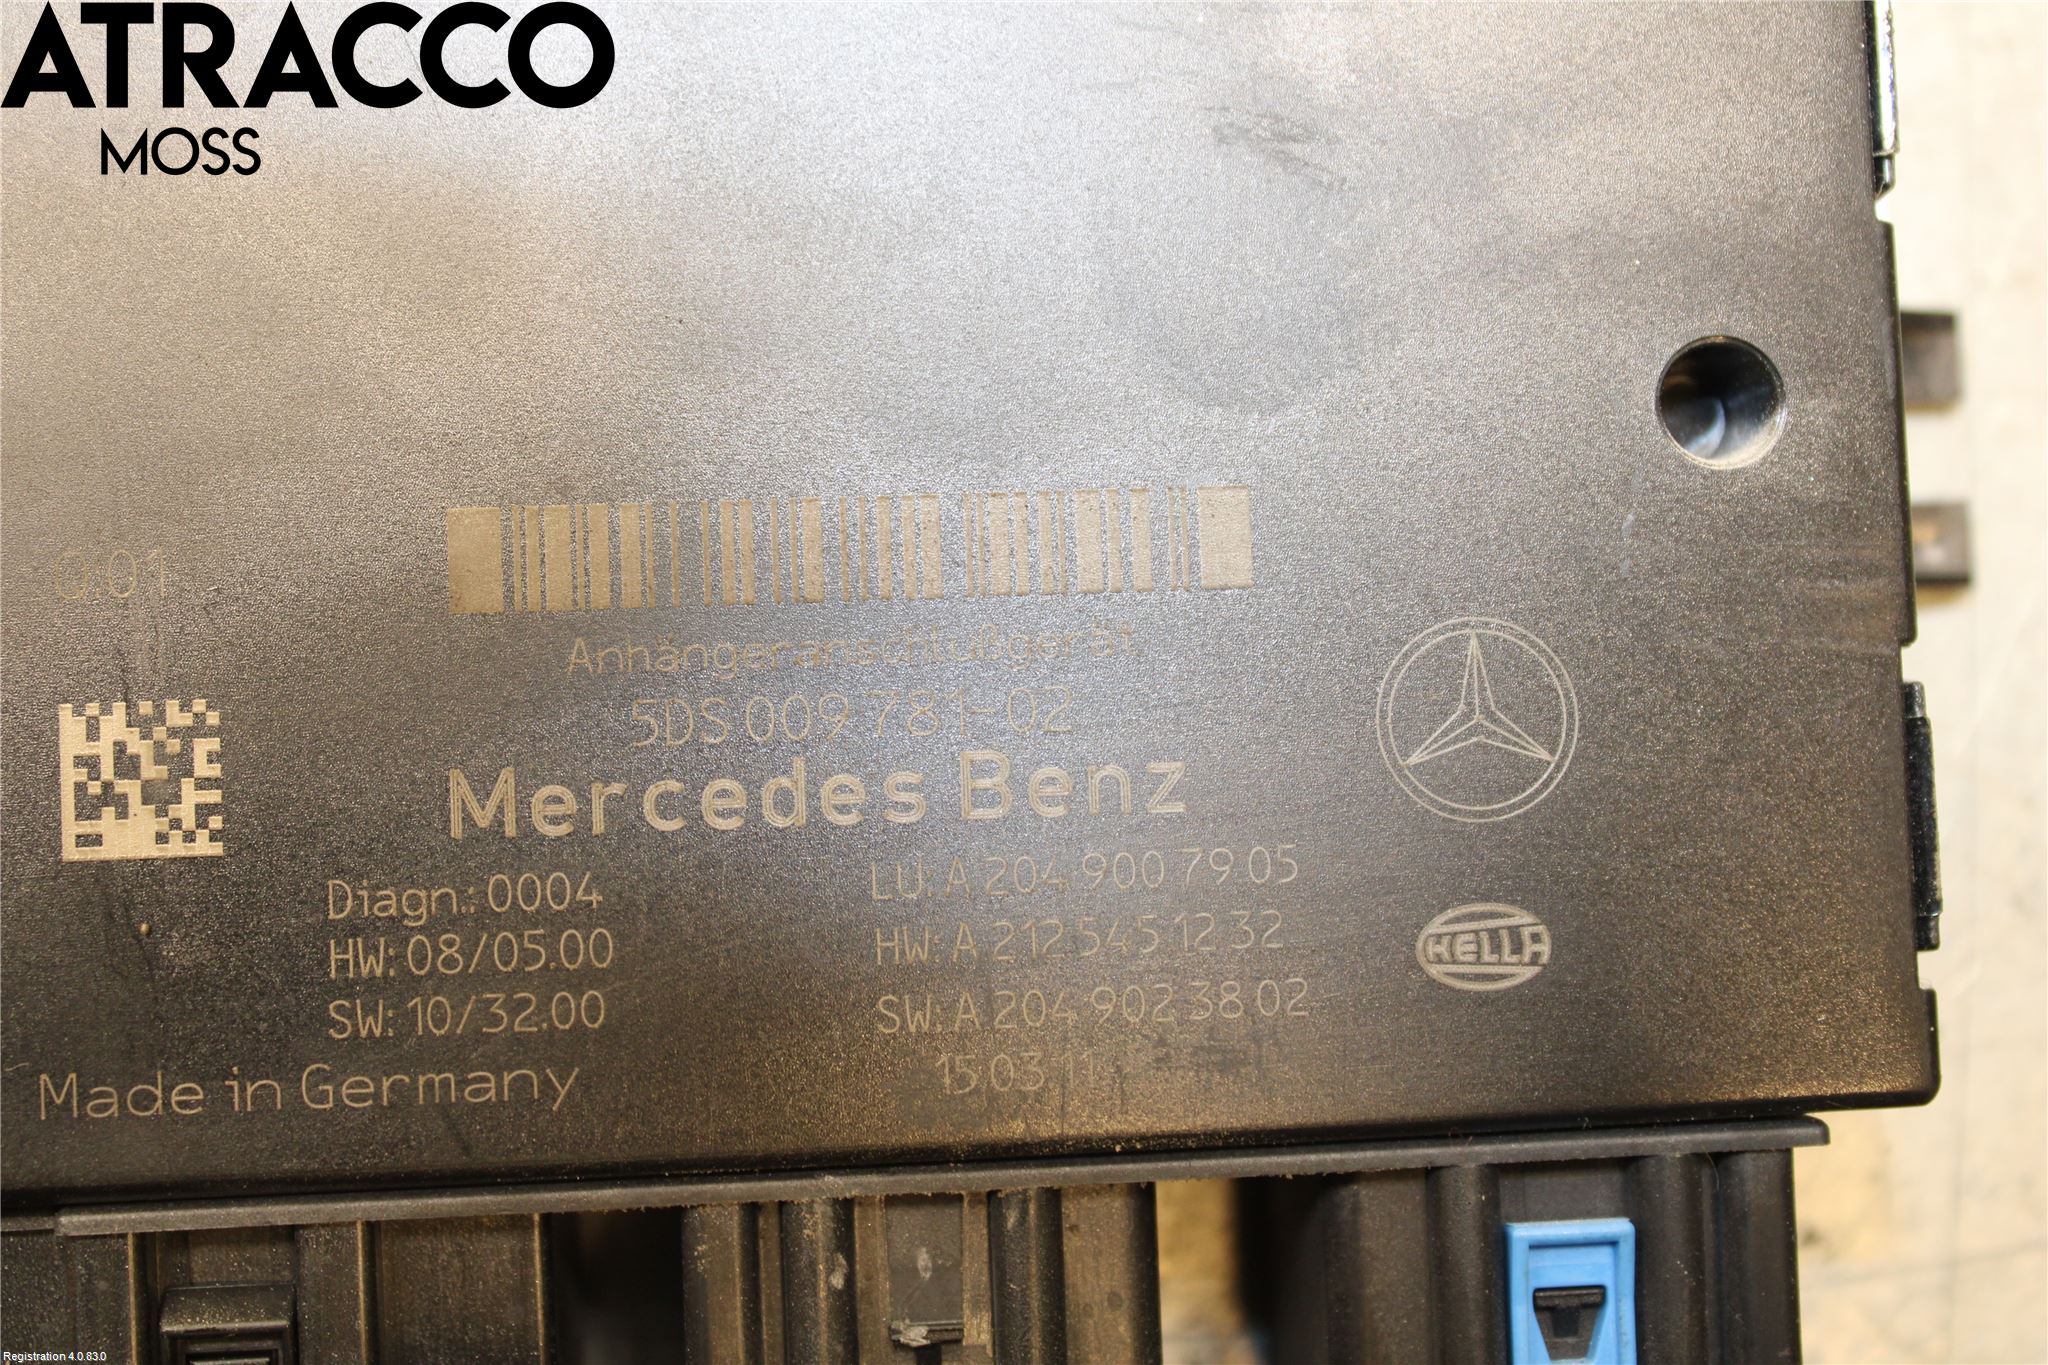 ATRACCO
MOSS
0.01
Anhängeranschlußgerät
5DS 009 781-02
Mercedes Benz
Diagn.: 0004
HW: 08/05.00
SW: 10/32.00
LU: A 204 900 79 05
HW: A 212 545 12 32
SW: A 204 902 38 02
15 03 11
HELLA
Made in Germany
Registration 4.0.83.0